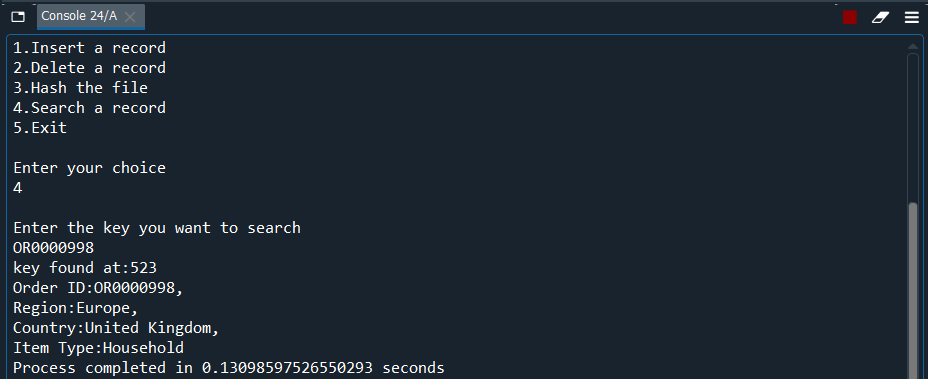 Console 24/A
1.Insert a record
2.Delete a record
3.Hash the file
4.Search a record
5.Exit
Enter your choice
4
Enter the key you want to search
OR0000998
key found at:523
Order ID:OR0000998,
Region:Europe,
Country:United Kingdom,
Item Type:Household
Process completed in 0.13098597526550293 seconds